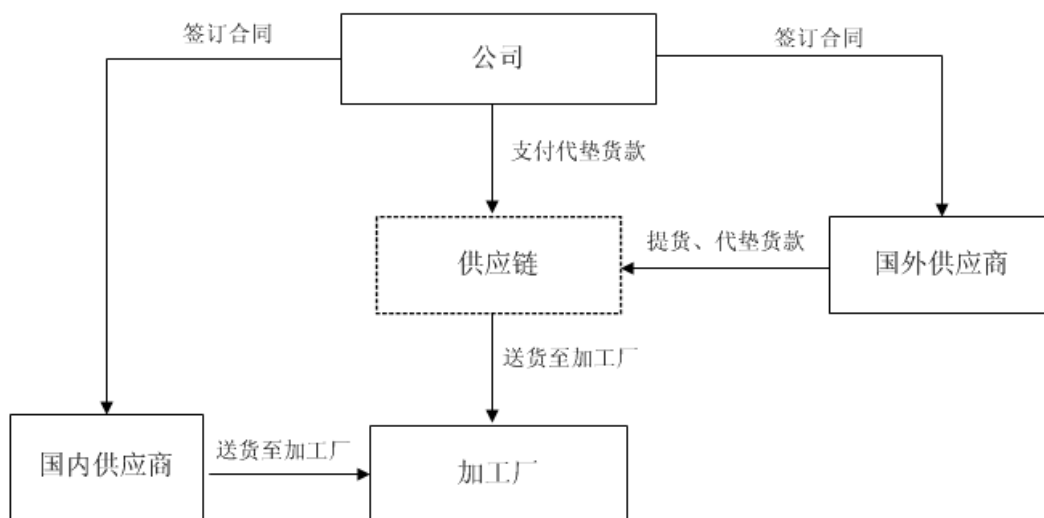 签订合同
公司
签订合同
支付代垫货款
供应链
提货、代垫货款
国外供应商
送货至加工厂
国内供应商
送货至加工厂
加工厂